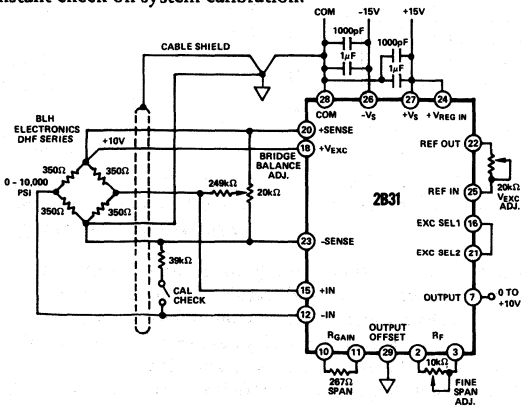 nstant check on system calibration.
COM -15V +15V
1000pF
1000pF
1μF
1μF
CABLE SHIELD
28 26 27 24
COM -VS +VS + VREG IN
BLH
ELECTRONICS
DHF SERIES
+10V
20 +SENSE
18 +VEXC
BRIDGE
BALANCE
ADJ.
REF OUT 22
350Ω 350Ω
0 – 10,000
PSI
350Ω 350Ω
249kΩ
20kΩ
2B31
20kΩ
VEXC
ADJ.
REF IN 25
EXC SEL1 16
EXC SEL2 21
23 -SENSE
39kΩ
CAL
CHECK
15 +IN
12 -IN
OUTPUT 7
0 TO
+10V
RGAIN
OUTPUT
OFFSET
RF
10 11 29 2 3
267Ω
SPAN
10kΩ
FINE
SPAN
ADJ.